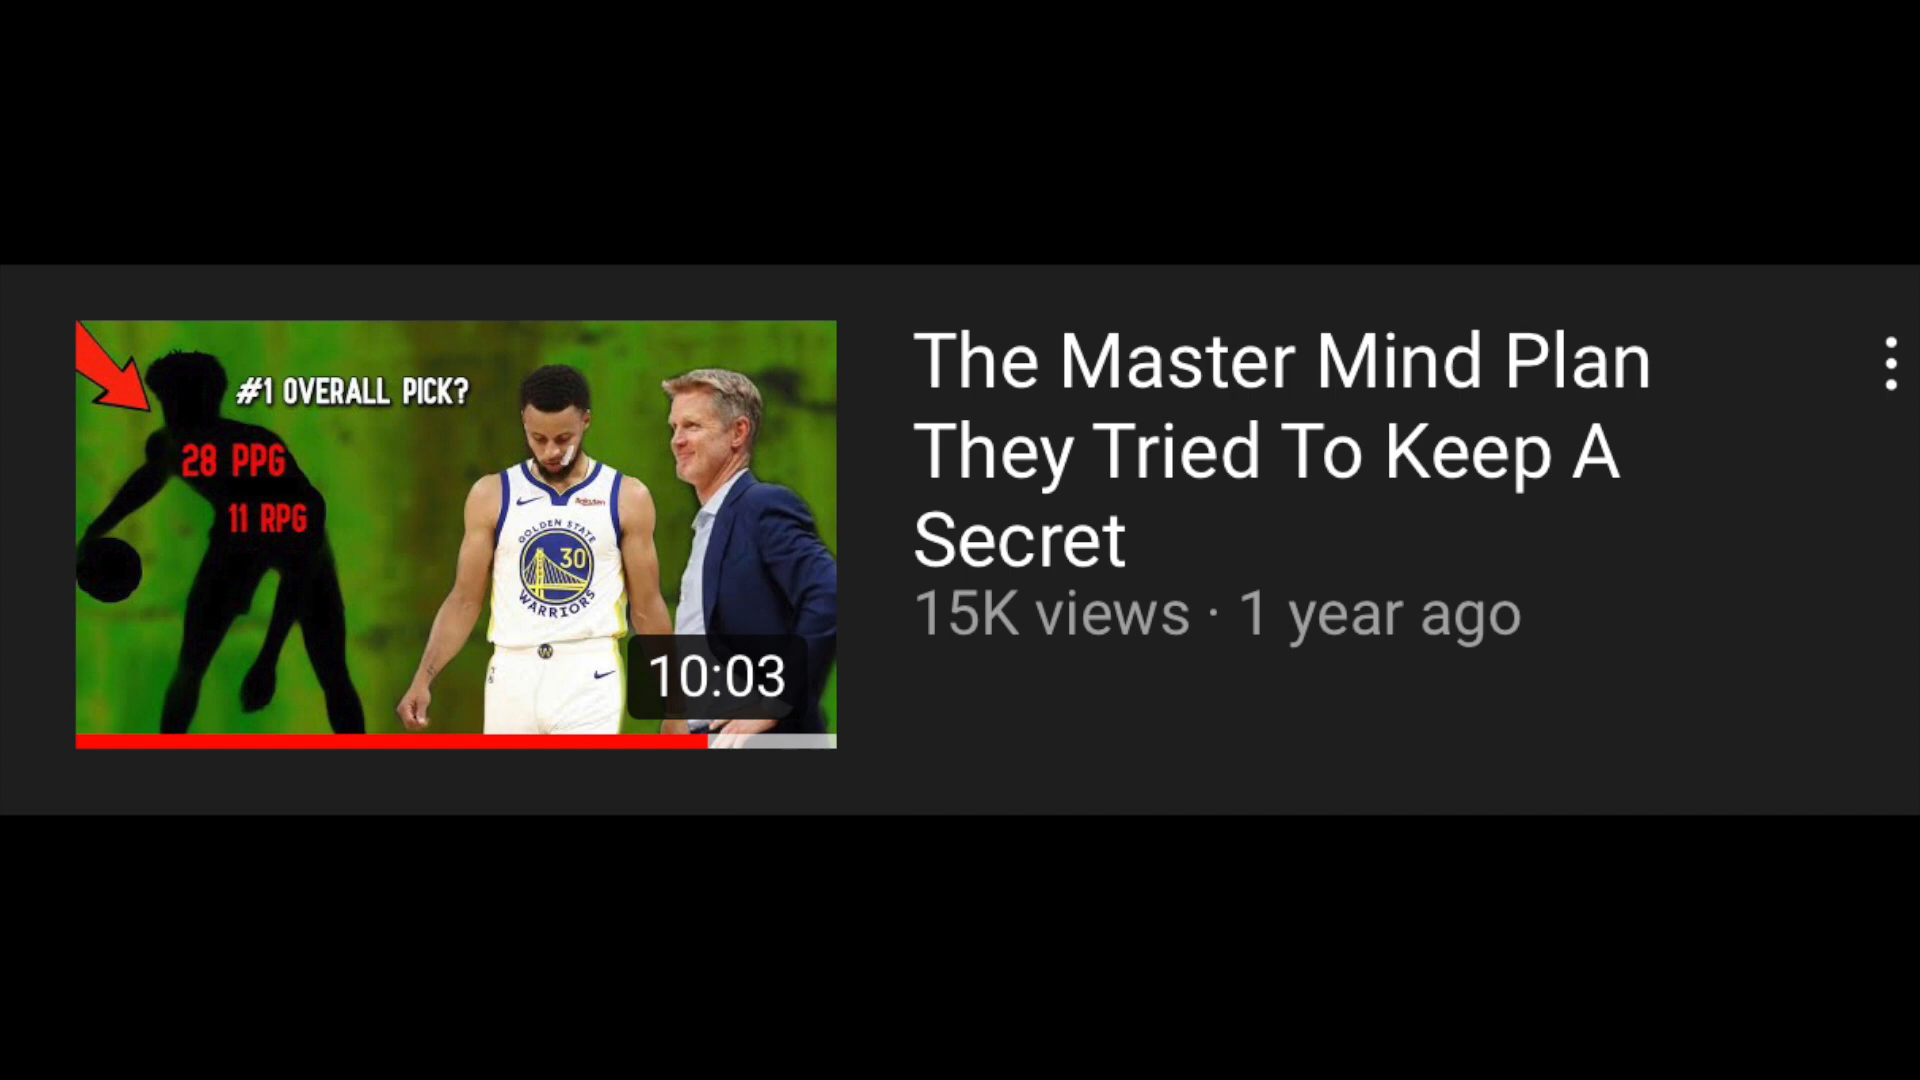 #1 OVERALL PICK?
28 PPG
11 RPG
Rakuten
GOLDEN STATE
30
WARRIORS
10:03
The Master Mind Plan
They Tried To Keep A
Secret
15K views · 1 year ago